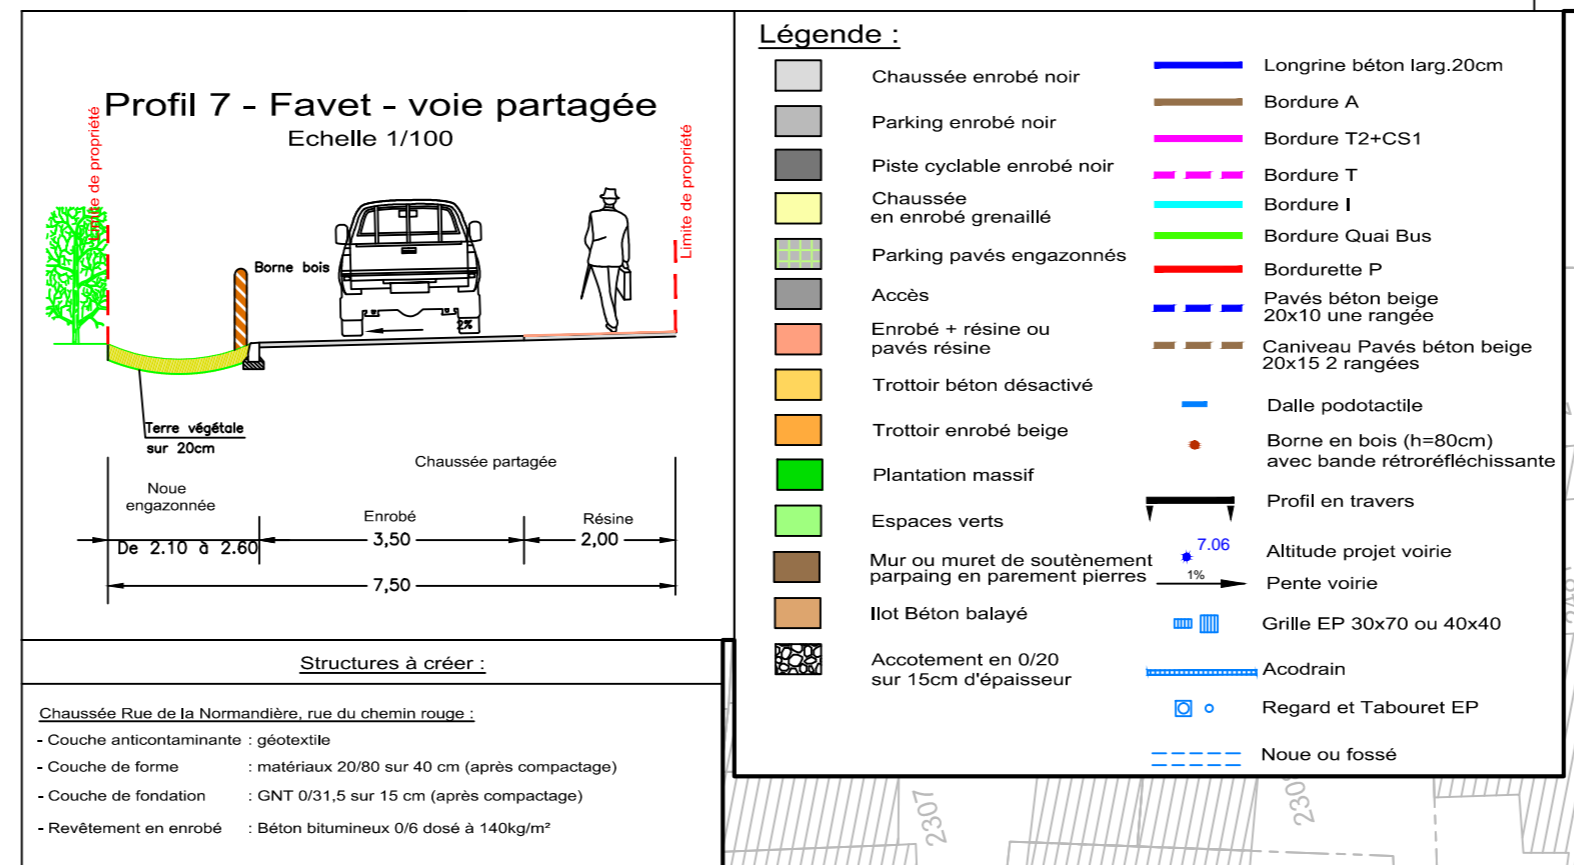 Profil 7 - Favet - voie partagée
Echelle 1/100
Limite de propriété
Limite de propriété
Borne bois
2%
Terre végétale
sur 20cm
Chaussée partagée
Noue
engazonnée
Enrobé
Résine
De 2.10 à 2.60
3,50
2,00
7,50
Structures à créer :
Chaussée Rue de la Normandière, rue du chemin rouge :
- Couche anticontaminante : géotextile
- Couche de forme : matériaux 20/80 sur 40 cm (après compactage)
- Couche de fondation : GNT 0/31,5 sur 15 cm (après compactage)
- Revêtement en enrobé : Béton bitumineux 0/6 dosé à 140kg/m²
Légende :
Chaussée enrobé noir
Parking enrobé noir
Piste cyclable enrobé noir
Chaussée
en enrobé grenaillé
Parking pavés engazonnés
Accès
Enrobé + résine ou
pavés résine
Trottoir béton désactivé
Trottoir enrobé beige
Plantation massif
Espaces verts
Mur ou muret de soutènement
parpaing en parement pierres
Ilot Béton balayé
Accotement en 0/20
sur 15cm d'épaisseur
Longrine béton larg.20cm
Bordure A
Bordure T2+CS1
Bordure T
Bordure I
Bordure Quai Bus
Bordurette P
Pavés béton beige
20x10 une rangée
Caniveau Pavés béton beige
20x15 2 rangées
Dalle podotactile
Borne en bois (h=80cm)
avec bande rétroréfléchissante
Profil en travers
7.06
Altitude projet voirie
1%
Pente voirie
Grille EP 30x70 ou 40x40
Acodrain
Regard et Tabouret EP
Noue ou fossé
2307